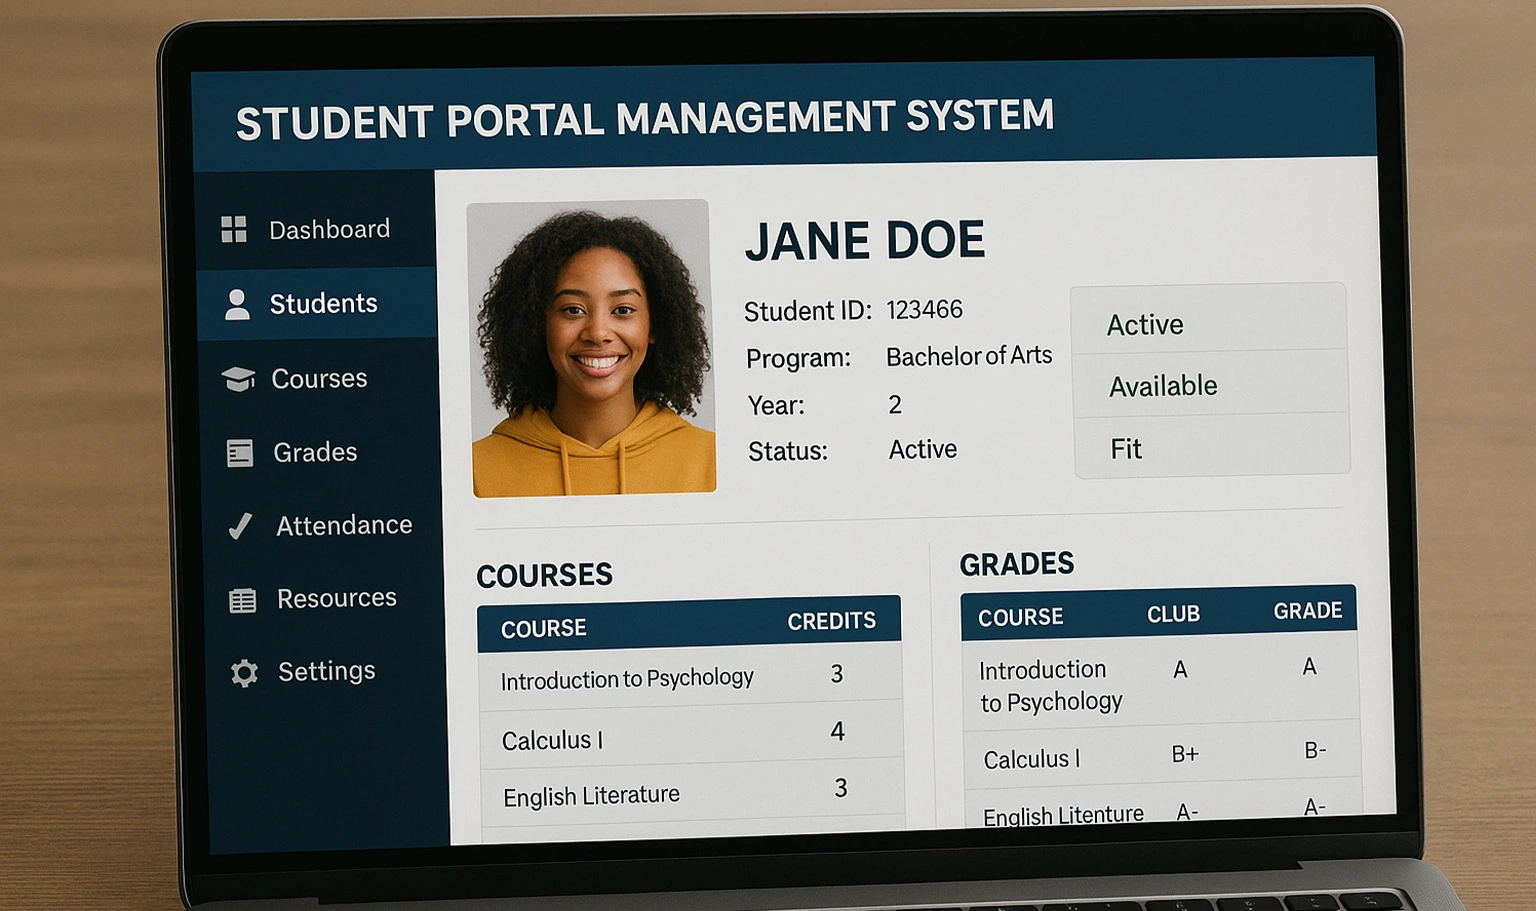 STUDENT PORTAL MANAGEMENT SYSTEM
Dashboard
Students
Courses
Grades
Attendance
Resources
Settings
JANE DOE
Student ID: 123466
Program: Bachelor of Arts
Year: 2
Status: Active
Active
Available
Fit
COURSES
COURSE CREDITS
Introduction to Psychology 3
Calculus I 4
English Literature 3
GRADES
COURSE CLUB GRADE
Introduction A A
to Psychology
Calculus I B+ B-
English Litenture A- A-